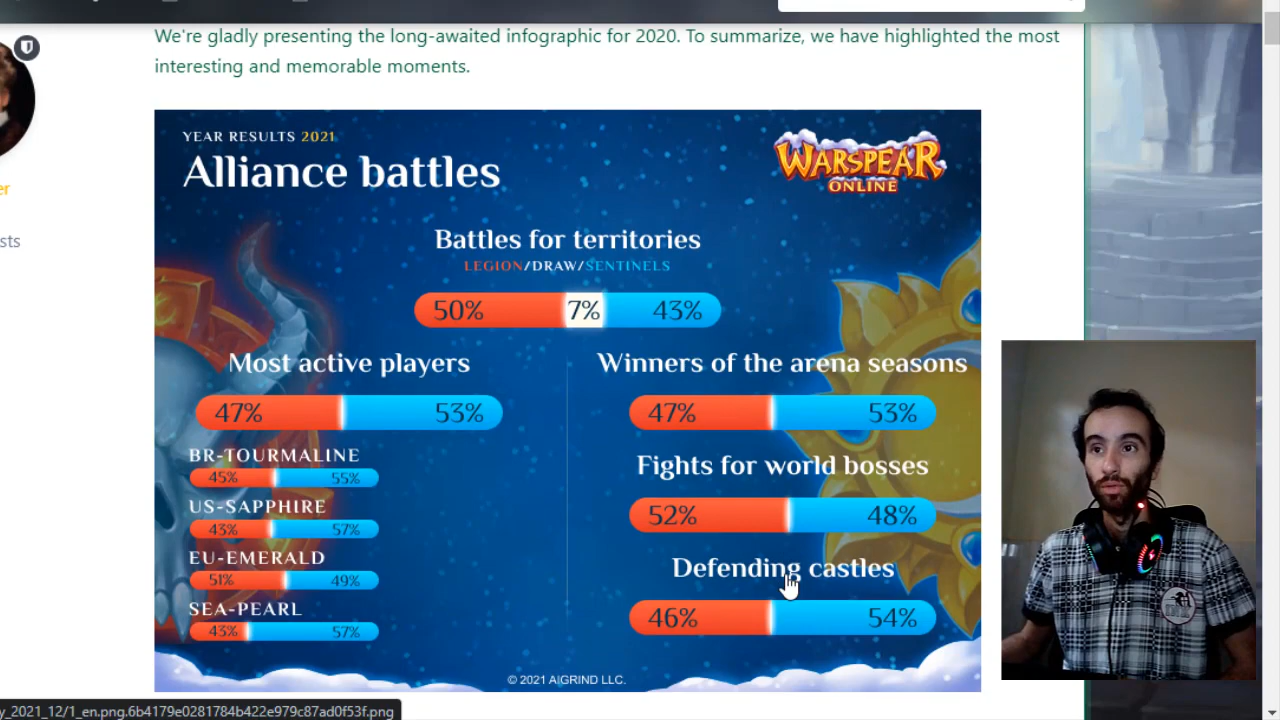 We're gladly presenting the long-awaited infographic for 2020. To summarize, we have highlighted the most
interesting and memorable moments.
er
sts
YEAR RESULTS 2021
Alliance battles
WARSPEAR
ONLINE
Battles for territories
LEGION/DRAW/SENTINELS
50% 7% 43%
Most active players
47% 53%
BR-TOURMALINE
45% 55%
US-SAPPHIRE
43% 57%
EU-EMERALD
51% 49%
SEA-PEARL
43% 57%
Winners of the arena seasons
47% 53%
Fights for world bosses
52% 48%
Defending castles
46% 54%
© 2021 AIGRIND LLC.
y_2021_12/1_en.png.6b4179e0281784b422e979c87ad0f53f.png